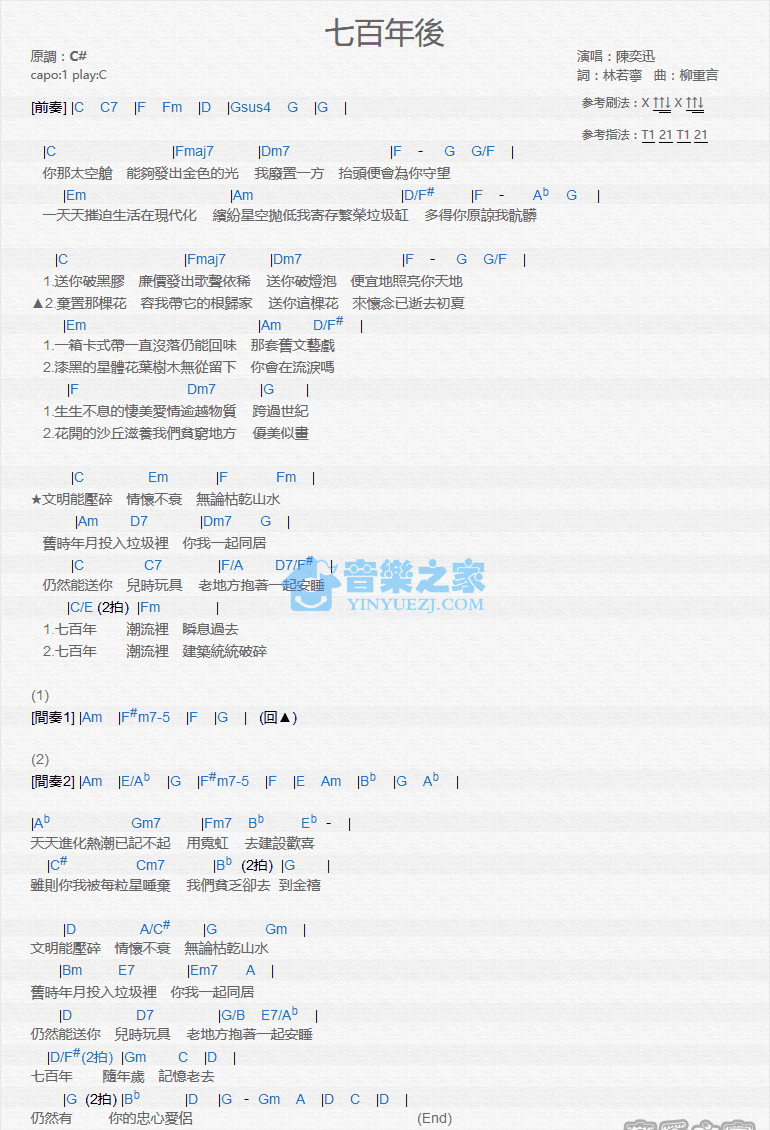 七百年後
原調：C#
演唱：陳奕迅
capo:1 play:C
詞：林若寧 曲：柳重言
[前奏] |C C7 |F Fm |D |Gsus4 G |G |
參考刷法：X ↑↑↓ X ↑↑↓
參考指法：T1 21 T1 21
|C |Fmaj7 |Dm7 |F - G G/F |
你那太空艙 能夠發出金色的光 我廢置一方 抬頭便會為你守望
|Em |Am |D/F# |F - Ab G |
一天天摧迫生活在現代化 繽紛星空拋低我寄存繁榮垃圾缸 多得你原諒我骯髒
|C |Fmaj7 |Dm7 |F - G G/F |
1.送你破黑膠 廉價發出歌聲依稀 送你破燈泡 便宜地照亮你天地
▲2.棄置那棵花 容我帶它的根歸家 送你這棵花 來懷念已逝去初夏
|Em |Am D/F# |
1.一箱卡式帶一直沒落仍能回味 那套舊文藝戲
2.漆黑的星體花葉樹木無從留下 你會在流淚嗎
|F Dm7 |G |
1.生生不息的悽美愛情逾越物質 跨過世紀
2.花開的沙丘滋養我們貧窮地方 優美似畫
|C Em |F Fm |
★文明能壓碎 情懷不衰 無論枯乾山水
|Am D7 |Dm7 G |
舊時年月投入垃圾裡 你我一起同居
|C C7 |F/A D7/F# |
仍然能送你 兒時玩具 老地方抱著一起安睡
音樂之家
YINYUEZJ.COM
|C/E (2拍) |Fm |
1.七百年 潮流裡 瞬息過去
2.七百年 潮流裡 建築統統破碎
(1)
[間奏1] |Am |F#m7-5 |F |G | (回▲)
(2)
[間奏2] |Am |E/Ab |G |F#m7-5 |F |E Am |Bb |G Ab |
|Ab Gm7 |Fm7 Bb Eb - |
天天進化熱潮已記不起 用霓虹 去建設歡喜
|C# Cm7 |Bb (2拍) |G |
雖則你我被每粒星唾棄 我們貧乏卻去 到金禧
|D A/C# |G Gm |
文明能壓碎 情懷不衰 無論枯乾山水
|Bm E7 |Em7 A |
舊時年月投入垃圾裡 你我一起同居
|D D7 |G/B E7/Ab |
仍然能送你 兒時玩具 老地方抱著一起安睡
|D/F#(2拍) |Gm C |D |
七百年 隨年歲 記憶老去
|G (2拍) |Bb |D |G - Gm A |D C |D |
仍然有 你的忠心愛侶 (End)